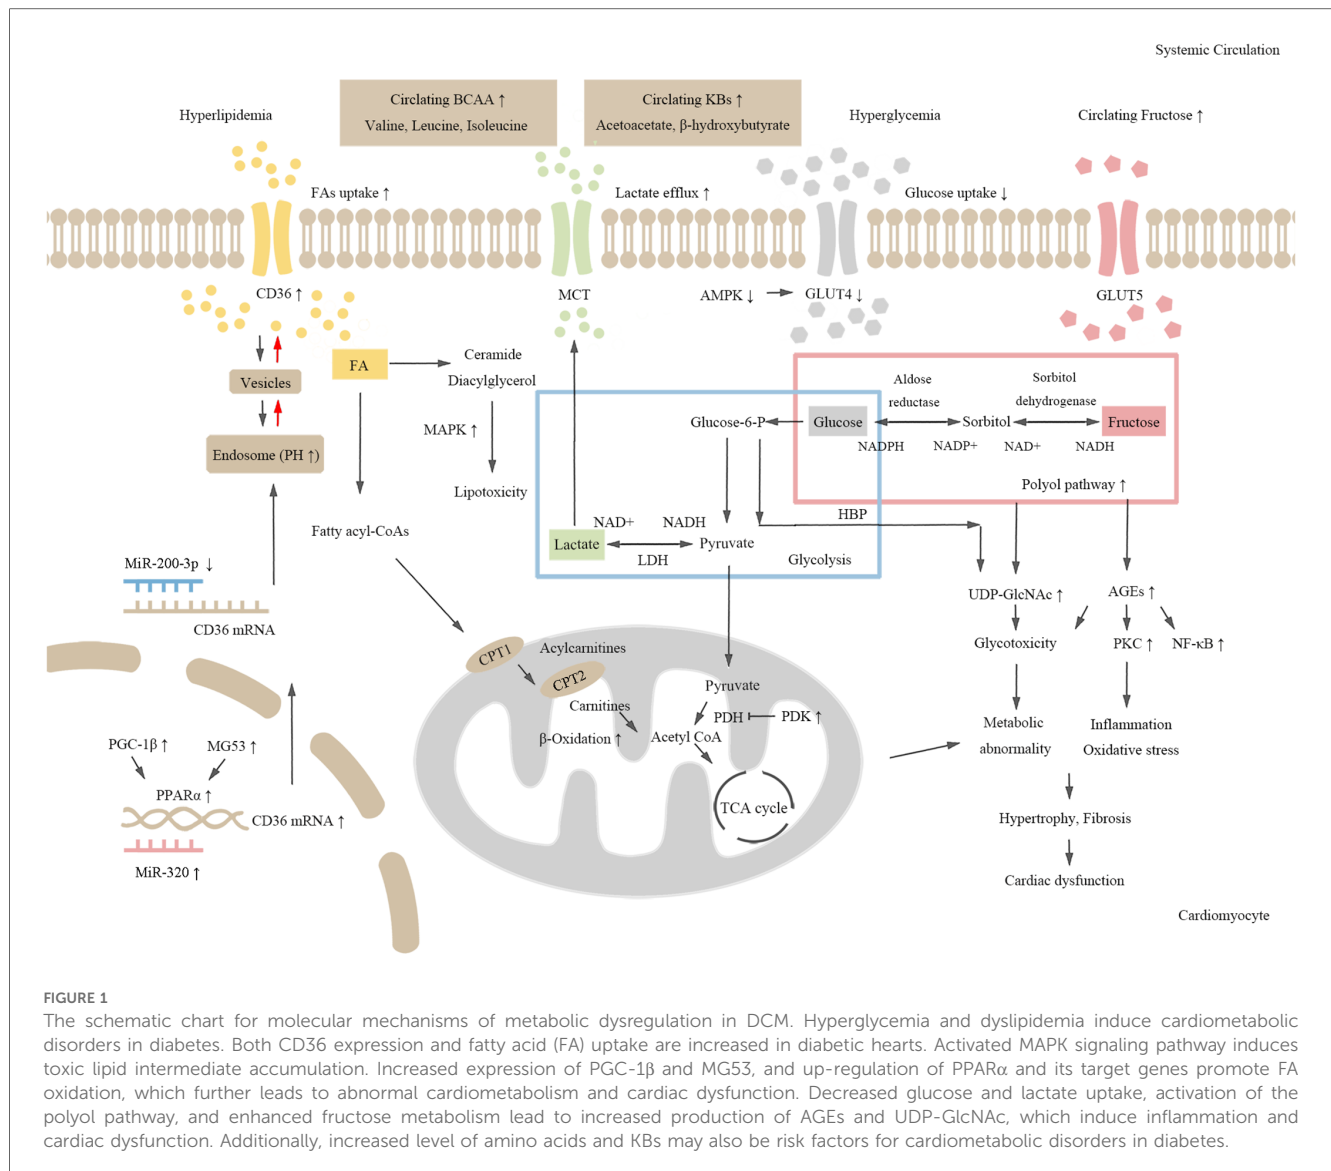 Systemic Circulation
Hyperlipidemia
Circlating BCAA ↑
Valine, Leucine, Isoleucine
Circlating KBs ↑
Acetoacetate, β-hydroxybutyrate
Hyperglycemia
Circlating Fructose ↑
FAs uptake ↑
Lactate efflux ↑
Glucose uptake ↓
CD36 ↑
MCT
AMPK ↓
GLUT4 ↓
GLUT5
Vesicles
FA
Ceramide
Diacylglycerol
Endosome (PH ↑)
MAPK ↑
Lipotoxicity
Fatty acyl-CoAs
Glucose-6-P
Glucose
Aldose
reductase
Sorbitol
Sorbitol
dehydrogenase
Fructose
NADPH
NADP+
NAD+
NADH
Polyol pathway ↑
HBP
NAD+
NADH
Lactate
LDH
Pyruvate
Glycolysis
MiR-200-3p ↓
CD36 mRNA
UDP-GlcNAc ↑
AGEs ↑
Glycotoxicity
PKC ↑
NF-κB ↑
CPT1
Acylcarnitines
CPT2
Carnitines
β-Oxidation ↑
Pyruvate
PDH
PDK ↑
Acetyl CoA
TCA cycle
Metabolic
abnormality
Inflammation
Oxidative stress
PGC-1β ↑
MG53 ↑
PPARα ↑
CD36 mRNA ↑
MiR-320 ↑
Hypertrophy, Fibrosis
Cardiac dysfunction
Cardiomyocyte
FIGURE 1
The schematic chart for molecular mechanisms of metabolic dysregulation in DCM. Hyperglycemia and dyslipidemia induce cardiometabolic
disorders in diabetes. Both CD36 expression and fatty acid (FA) uptake are increased in diabetic hearts. Activated MAPK signaling pathway induces
toxic lipid intermediate accumulation. Increased expression of PGC-1β and MG53, and up-regulation of PPARα and its target genes promote FA
oxidation, which further leads to abnormal cardiometabolism and cardiac dysfunction. Decreased glucose and lactate uptake, activation of the
polyol pathway, and enhanced fructose metabolism lead to increased production of AGEs and UDP-GlcNAc, which induce inflammation and
cardiac dysfunction. Additionally, increased level of amino acids and KBs may also be risk factors for cardiometabolic disorders in diabetes.